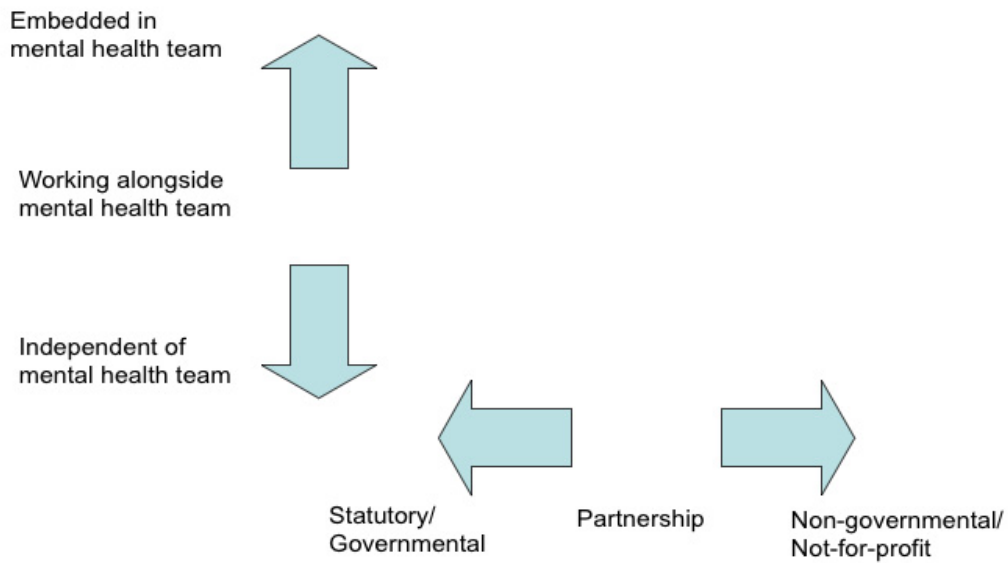 Embedded in
mental health team
Working alongside
mental health team
Independent of
mental health team
Statutory/
Governmental
Partnership
Non-governmental/
Not-for-profit